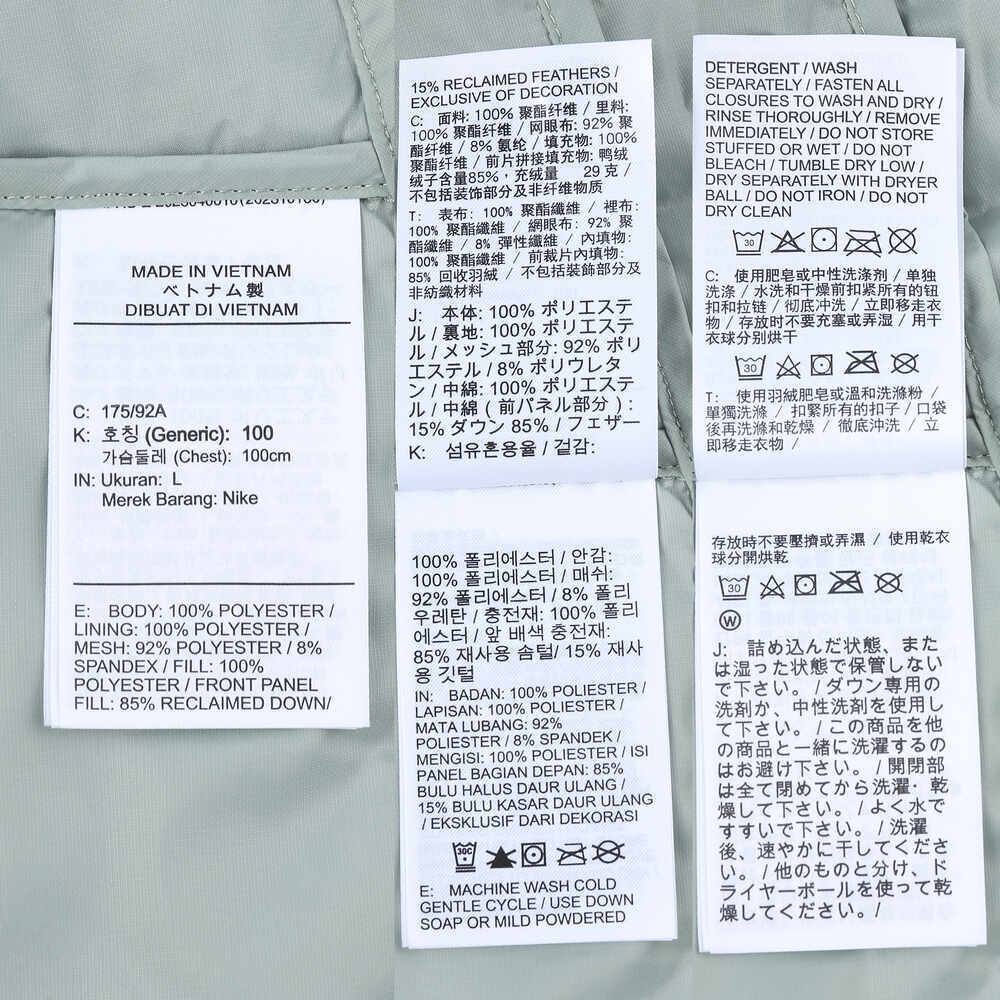 MADE IN VIETNAM
ベトナム製
DIBUAT DI VIETNAM
C: 175/92A
K: 호칭 (Generic): 100
가슴둘레 (Chest): 100cm
IN: Ukuran: L
Merek Barang: Nike
E: BODY: 100% POLYESTER /
LINING: 100% POLYESTER /
MESH: 92% POLYESTER / 8%
SPANDEX / FILL: 100%
POLYESTER / FRONT PANEL
FILL: 85% RECLAIMED DOWN/
15% RECLAIMED FEATHERS /
EXCLUSIVE OF DECORATION
C: 面料: 100% 聚酯纤维 / 里料:
100% 聚酯纤维 / 网眼布: 92% 聚
酯纤维 / 8% 氨纶 / 填充物: 100%
聚酯纤维 / 前片拼接填充物: 鸭绒
绒子含量85%，充绒量 29克 /
不包括装饰部分及非纤维物质
T: 表布: 100% 聚酯纖維 / 裡布:
100% 聚酯纖維 / 網眼布: 92% 聚
酯纖維 / 8% 彈性纖維 / 內填物:
100% 聚酯纖維 / 前裁片內填物:
85% 回收羽絨 / 不包括裝飾部分及
非紡織材料
J: 本体: 100% ポリエステ
ル / 裏地: 100% ポリエステ
ル / メッシュ部分: 92% ポリ
エステル / 8% ポリウレタ
ン / 中綿: 100% ポリエステ
ル / 中綿 ( 前パネル部分 ) :
15% ダウン 85% / フェザー
K: 섬유혼용율 / 겉감:
100% 폴리에스터 / 안감:
100% 폴리에스터 / 매쉬:
92% 폴리에스터 / 8% 폴리
우레탄 / 충전재: 100% 폴리
에스터 / 앞 배색 충전재:
85% 재사용 솜털/ 15% 재사
용 깃털
IN: BADAN: 100% POLIESTER /
LAPISAN: 100% POLIESTER /
MATA LUBANG: 92%
POLIESTER / 8% SPANDEK /
MENGISI: 100% POLIESTER / ISI
PANEL BAGIAN DEPAN: 85%
BULU HALUS DAUR ULANG /
15% BULU KASAR DAUR ULANG
/ EKSKLUSIF DARI DEKORASI
30C
E: MACHINE WASH COLD
GENTLE CYCLE / USE DOWN
SOAP OR MILD POWDERED
DETERGENT / WASH
SEPARATELY / FASTEN ALL
CLOSURES TO WASH AND DRY /
RINSE THOROUGHLY / REMOVE
IMMEDIATELY / DO NOT STORE
STUFFED OR WET / DO NOT
BLEACH / TUMBLE DRY LOW /
DRY SEPARATELY WITH DRYER
BALL / DO NOT IRON / DO NOT
DRY CLEAN
30
C: 使用肥皂或中性洗涤剂 / 单独
洗涤 / 水洗和干燥前扣紧所有的钮
扣和拉链 / 彻底冲洗 / 立即移走衣
物 / 存放时不要充塞或弄湿 / 用干
衣球分别烘干
30
T: 使用羽絨肥皂或溫和洗滌粉 /
單獨洗滌 / 扣緊所有的扣子 / 口袋
後再洗滌和乾燥 / 徹底沖洗 / 立
即移走衣物 /
存放時不要壓擠或弄濕 / 使用乾衣
球分開烘乾
30
W
J: 詰め込んだ状態、また
は湿った状態で保管しない
で下さい。 / ダウン専用の
洗剤か、中性洗剤を使用し
て下さい。 / この商品を他
の商品と一緒に洗濯するの
はお避け下さい。 / 開閉部
は全て閉めてから洗濯・乾
燥して下さい。 / よく水で
すすいで下さい。 / 洗濯
後、速やかに干してくださ
い。 / 他のものと分け、ド
ライヤーボールを使って乾
燥してください。/